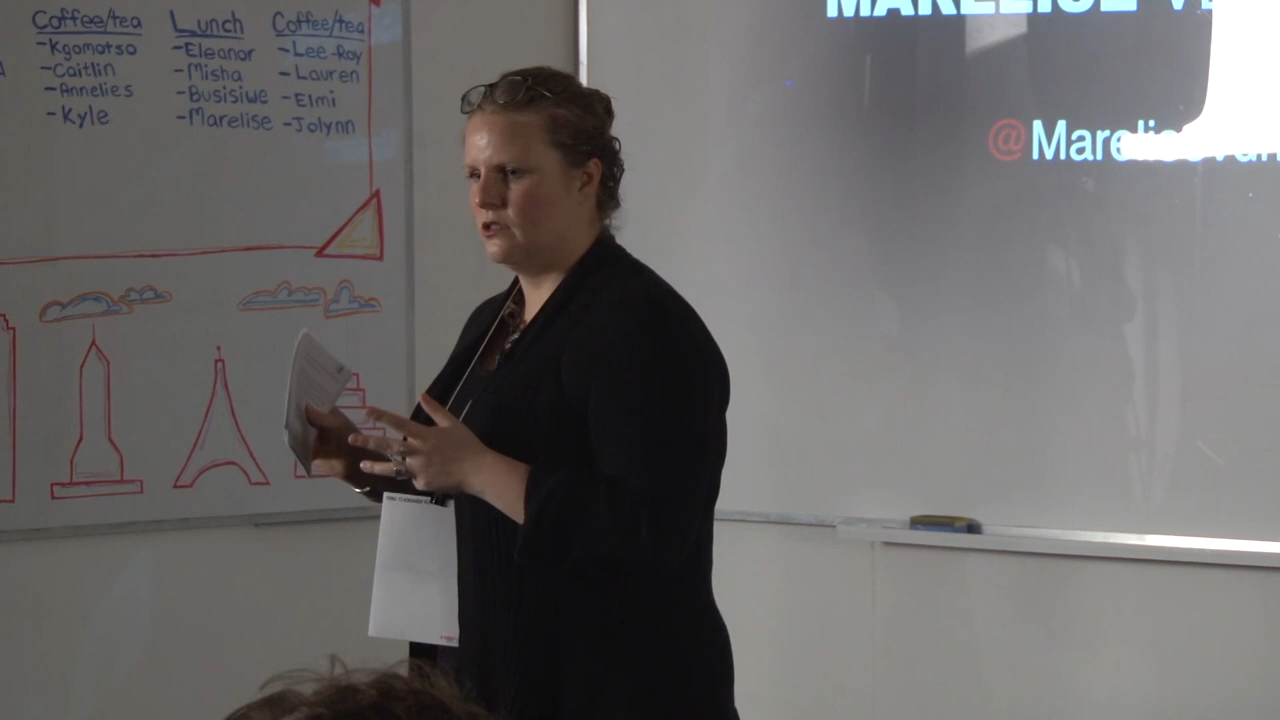 Coffee/tea
-Kgomotso
-Caitlin
-Annelies
-Kyle
Lunch
-Eleanor
-Misha
-Busisiwe
-Marelise
Coffee/tea
-Lee-Roy
-Lauren
-Elmi
-Jolynn
MARELISE